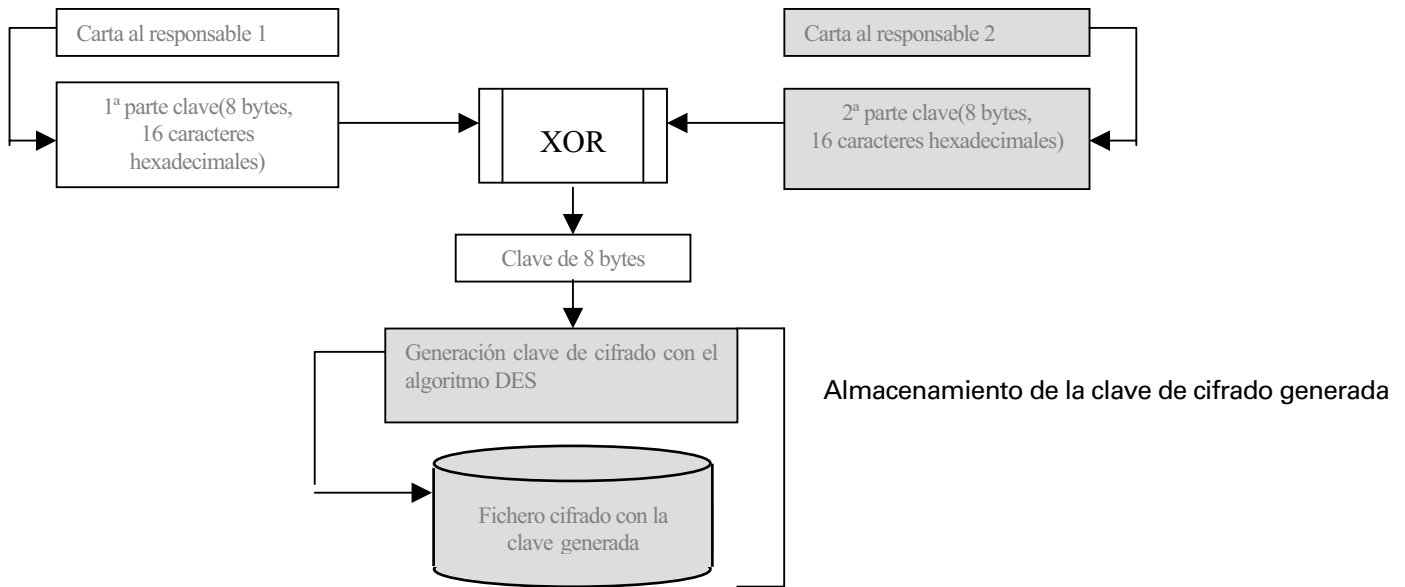 Carta al responsable 1
Carta al responsable 2
1ª parte clave(8 bytes,
16 caracteres
hexadecimales)
XOR
2ª parte clave(8 bytes,
16 caracteres hexadecimales)
Clave de 8 bytes
Generación clave de cifrado con el
algoritmo DES
Almacenamiento de la clave de cifrado generada
Fichero cifrado con la
clave generada